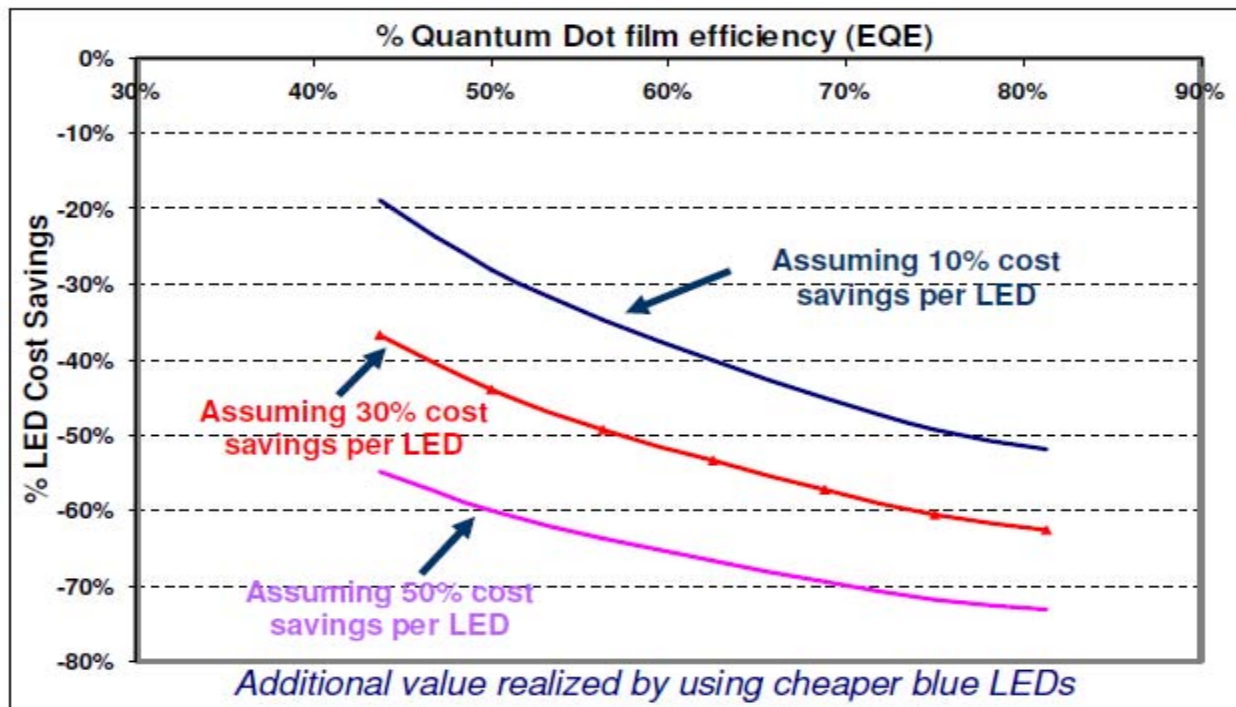 % Quantum Dot film efficiency (EQE)
0%
30% 40% 50% 60% 70% 80% 90%
-10%
-20%
-30%
-40%
-50%
-60%
-70%
-80%
% LED Cost Savings
Assuming 10% cost
savings per LED
Assuming 30% cost
savings per LED
Assuming 50% cost
savings per LED
Additional value realized by using cheaper blue LEDs